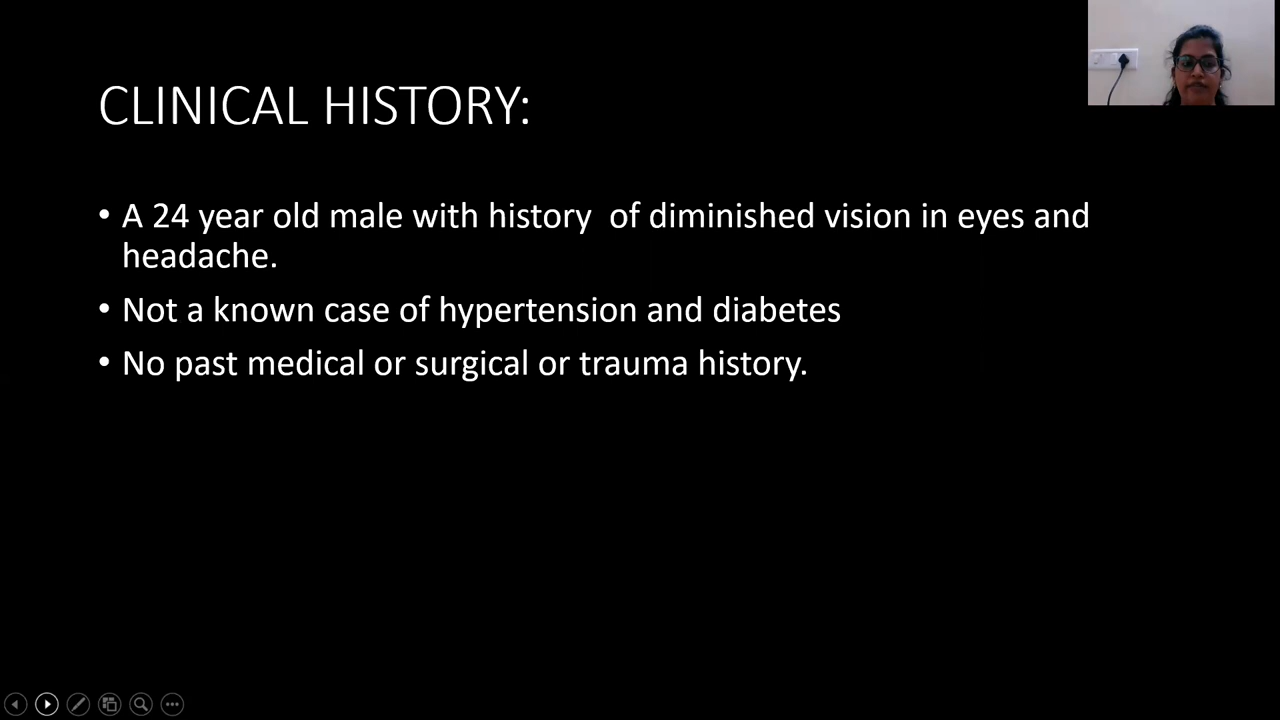 CLINICAL HISTORY:
• A 24 year old male with history  of diminished vision in eyes and
headache.
• Not a known case of hypertension and diabetes
• No past medical or surgical or trauma history.